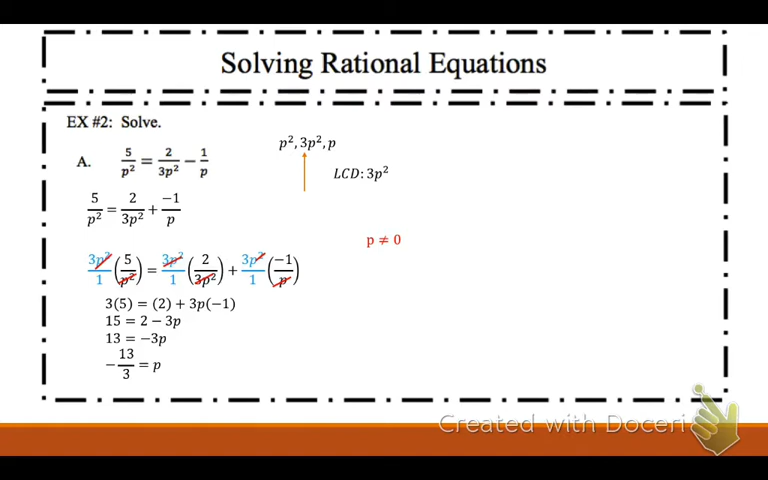 Solving Rational Equations
EX #2: Solve.
p², 3p², p
A. 5/p² = 2/3p² − 1/p
LCD: 3p²
5/p² = 2/3p² + −1/p
p ≠ 0
3p²/1 (5/p²) = 3p²/1 (2/3p²) + 3p²/1 (−1/p)
3(5) = (2) + 3p(−1)
15 = 2 − 3p
13 = −3p
−13/3 = p
Created with Doceri